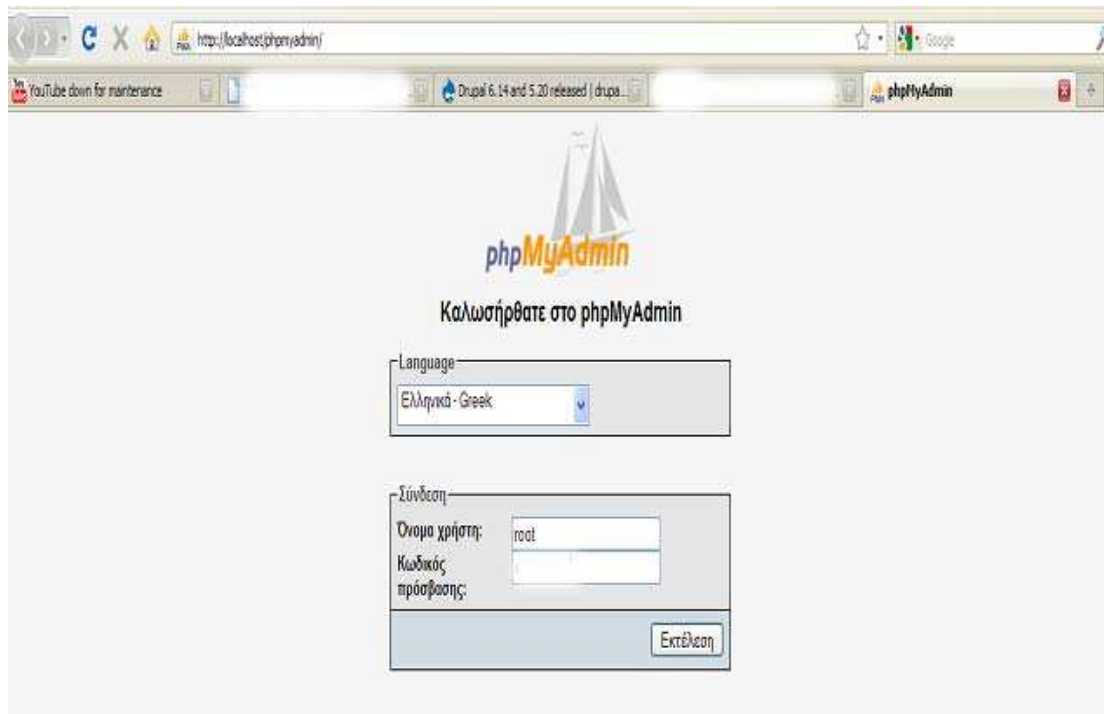 http://localhost/phpmyadmin/
Google
YouTube down for maintenance
Drupal 6.14 and 5.20 released | drupa...
phpMyAdmin
phpMyAdmin
Καλωσήρθατε στο phpMyAdmin
Language
Ελληνικά - Greek
Σύνδεση
Όνομα χρήστη:
root
Κωδικός
πρόσβασης:
Εκτέλεση